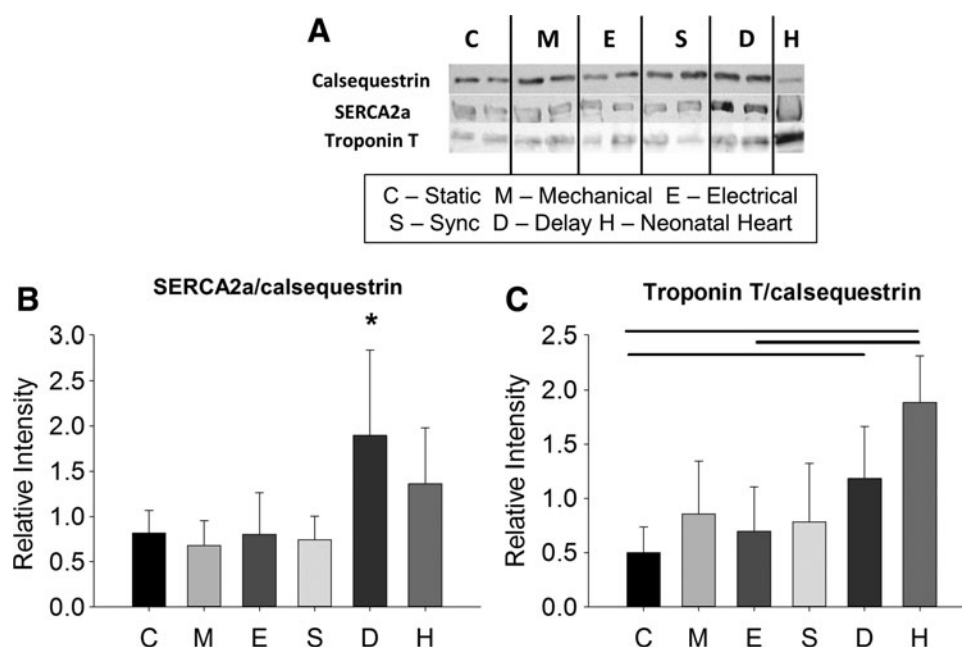 A
C M E S D H
Calsequestrin
SERCA2a
Troponin T
C – Static M – Mechanical E – Electrical
S – Sync D – Delay H – Neonatal Heart
B
SERCA2a/calsequestrin
Relative Intensity
3.0
2.5
2.0
1.5
1.0
0.5
0.0
*
C M E S D H
C
Troponin T/calsequestrin
Relative Intensity
2.5
2.0
1.5
1.0
0.5
0.0
C M E S D H